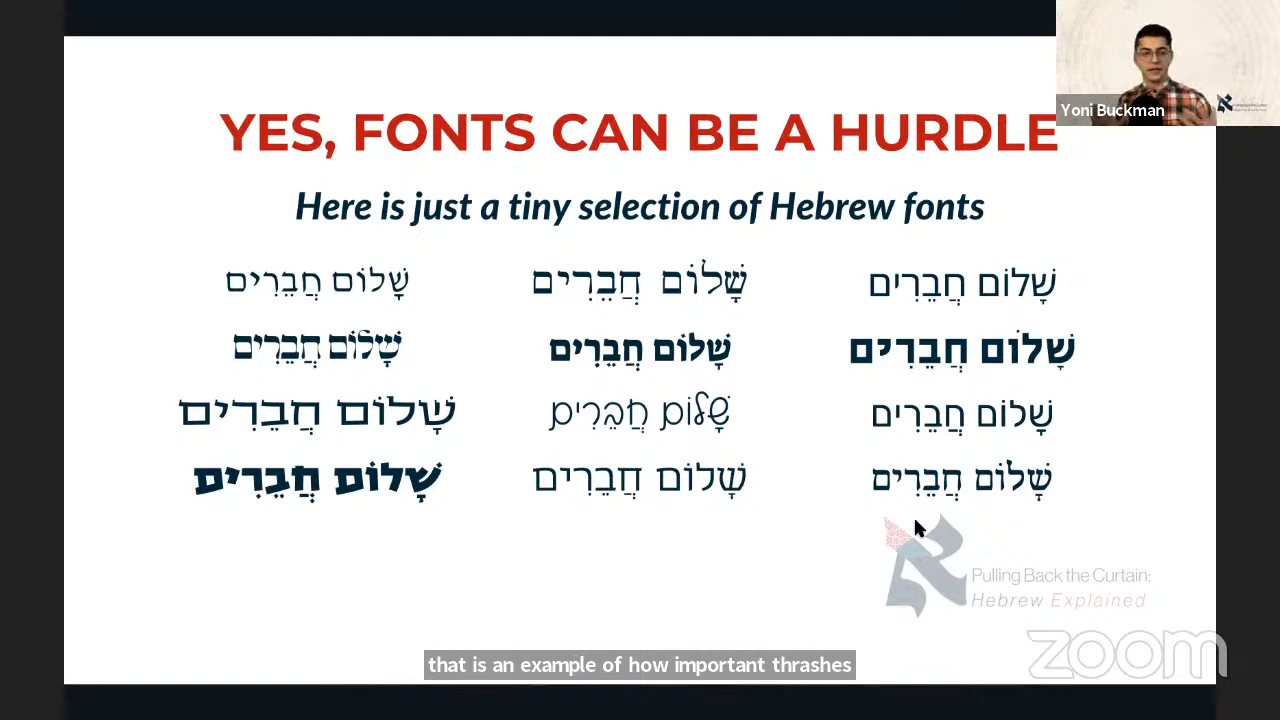 Yoni Buckman
YES, FONTS CAN BE A HURDLE
Here is just a tiny selection of Hebrew fonts
שָׁלוֹם חֲבֵרִים
שָׁלוֹם חֲבֵרִים
שָׁלוֹם חֲבֵרִים
שָׁלוֹם חֲבֵרִים
שָׁלוֹם חֲבֵרִים
שָׁלוֹם חֲבֵרִים
שָׁלוֹם חֲבֵרִים
שָׁלוֹם חֲבֵרִים
שָׁלוֹם חֲבֵרִים
שָׁלוֹם חֲבֵרִים
שָׁלוֹם חֲבֵרִים
שָׁלוֹם חֲבֵרִים
א
Pulling Back the Curtain:
Hebrew Explained
zoom
that is an example of how important thrashes